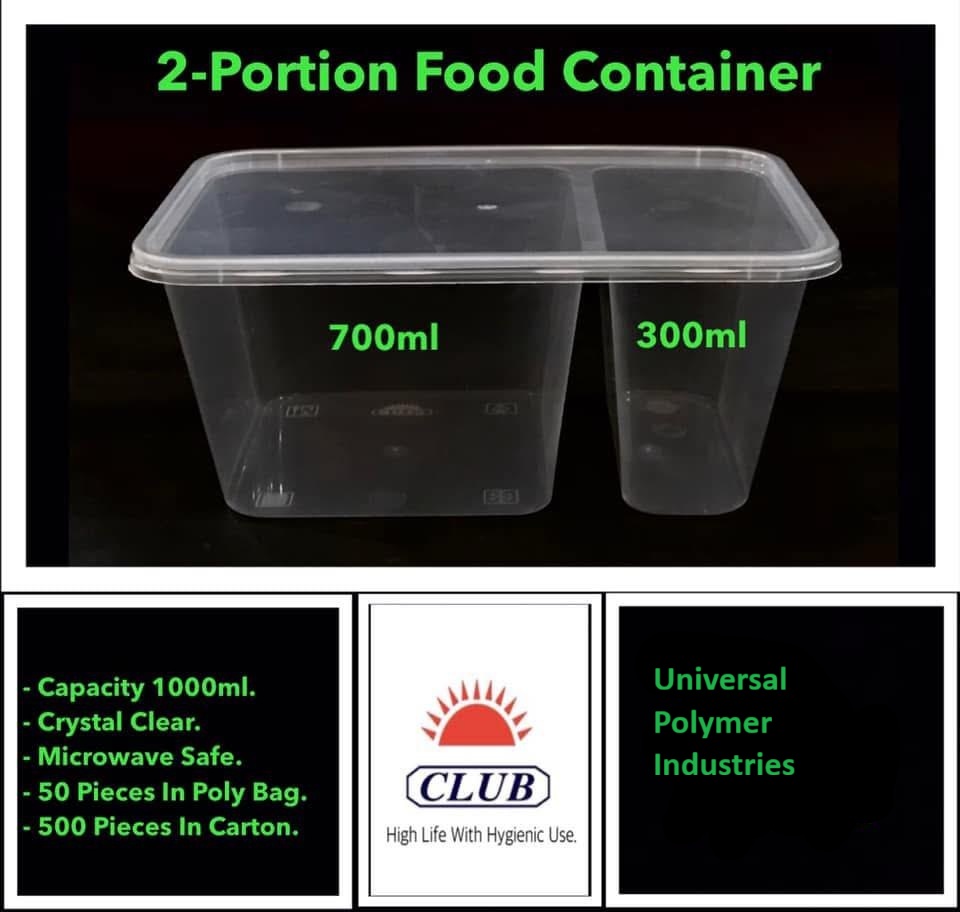 2-Portion Food Container
700ml
300ml
- Capacity 1000ml.
- Crystal Clear.
- Microwave Safe.
- 50 Pieces In Poly Bag.
- 500 Pieces In Carton.
CLUB
High Life With Hygienic Use.
Universal
Polymer
Industries